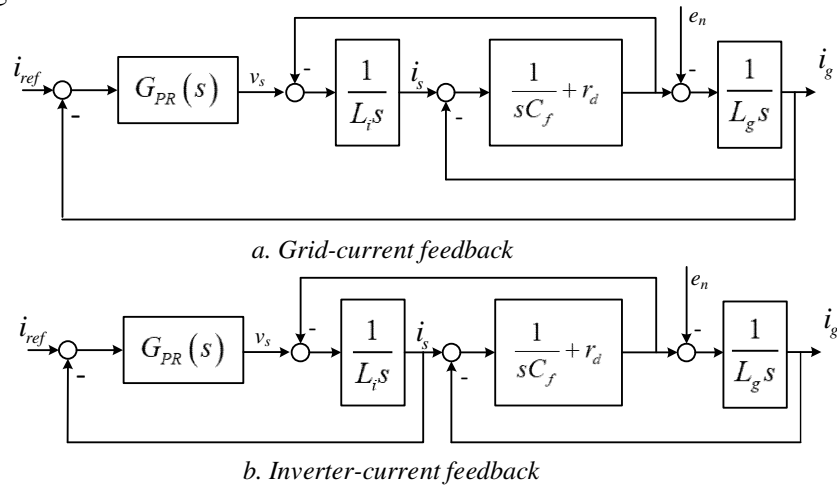 e_n
i_ref
G_PR(s)
v_s
-
1
L_i s
i_s
-
1
sC_f
+ r_d
-
1
L_g s
i_g
-
a. Grid-current feedback
e_n
i_ref
G_PR(s)
v_s
-
1
L_i s
i_s
-
1
sC_f
+ r_d
-
1
L_g s
i_g
-
b. Inverter-current feedback